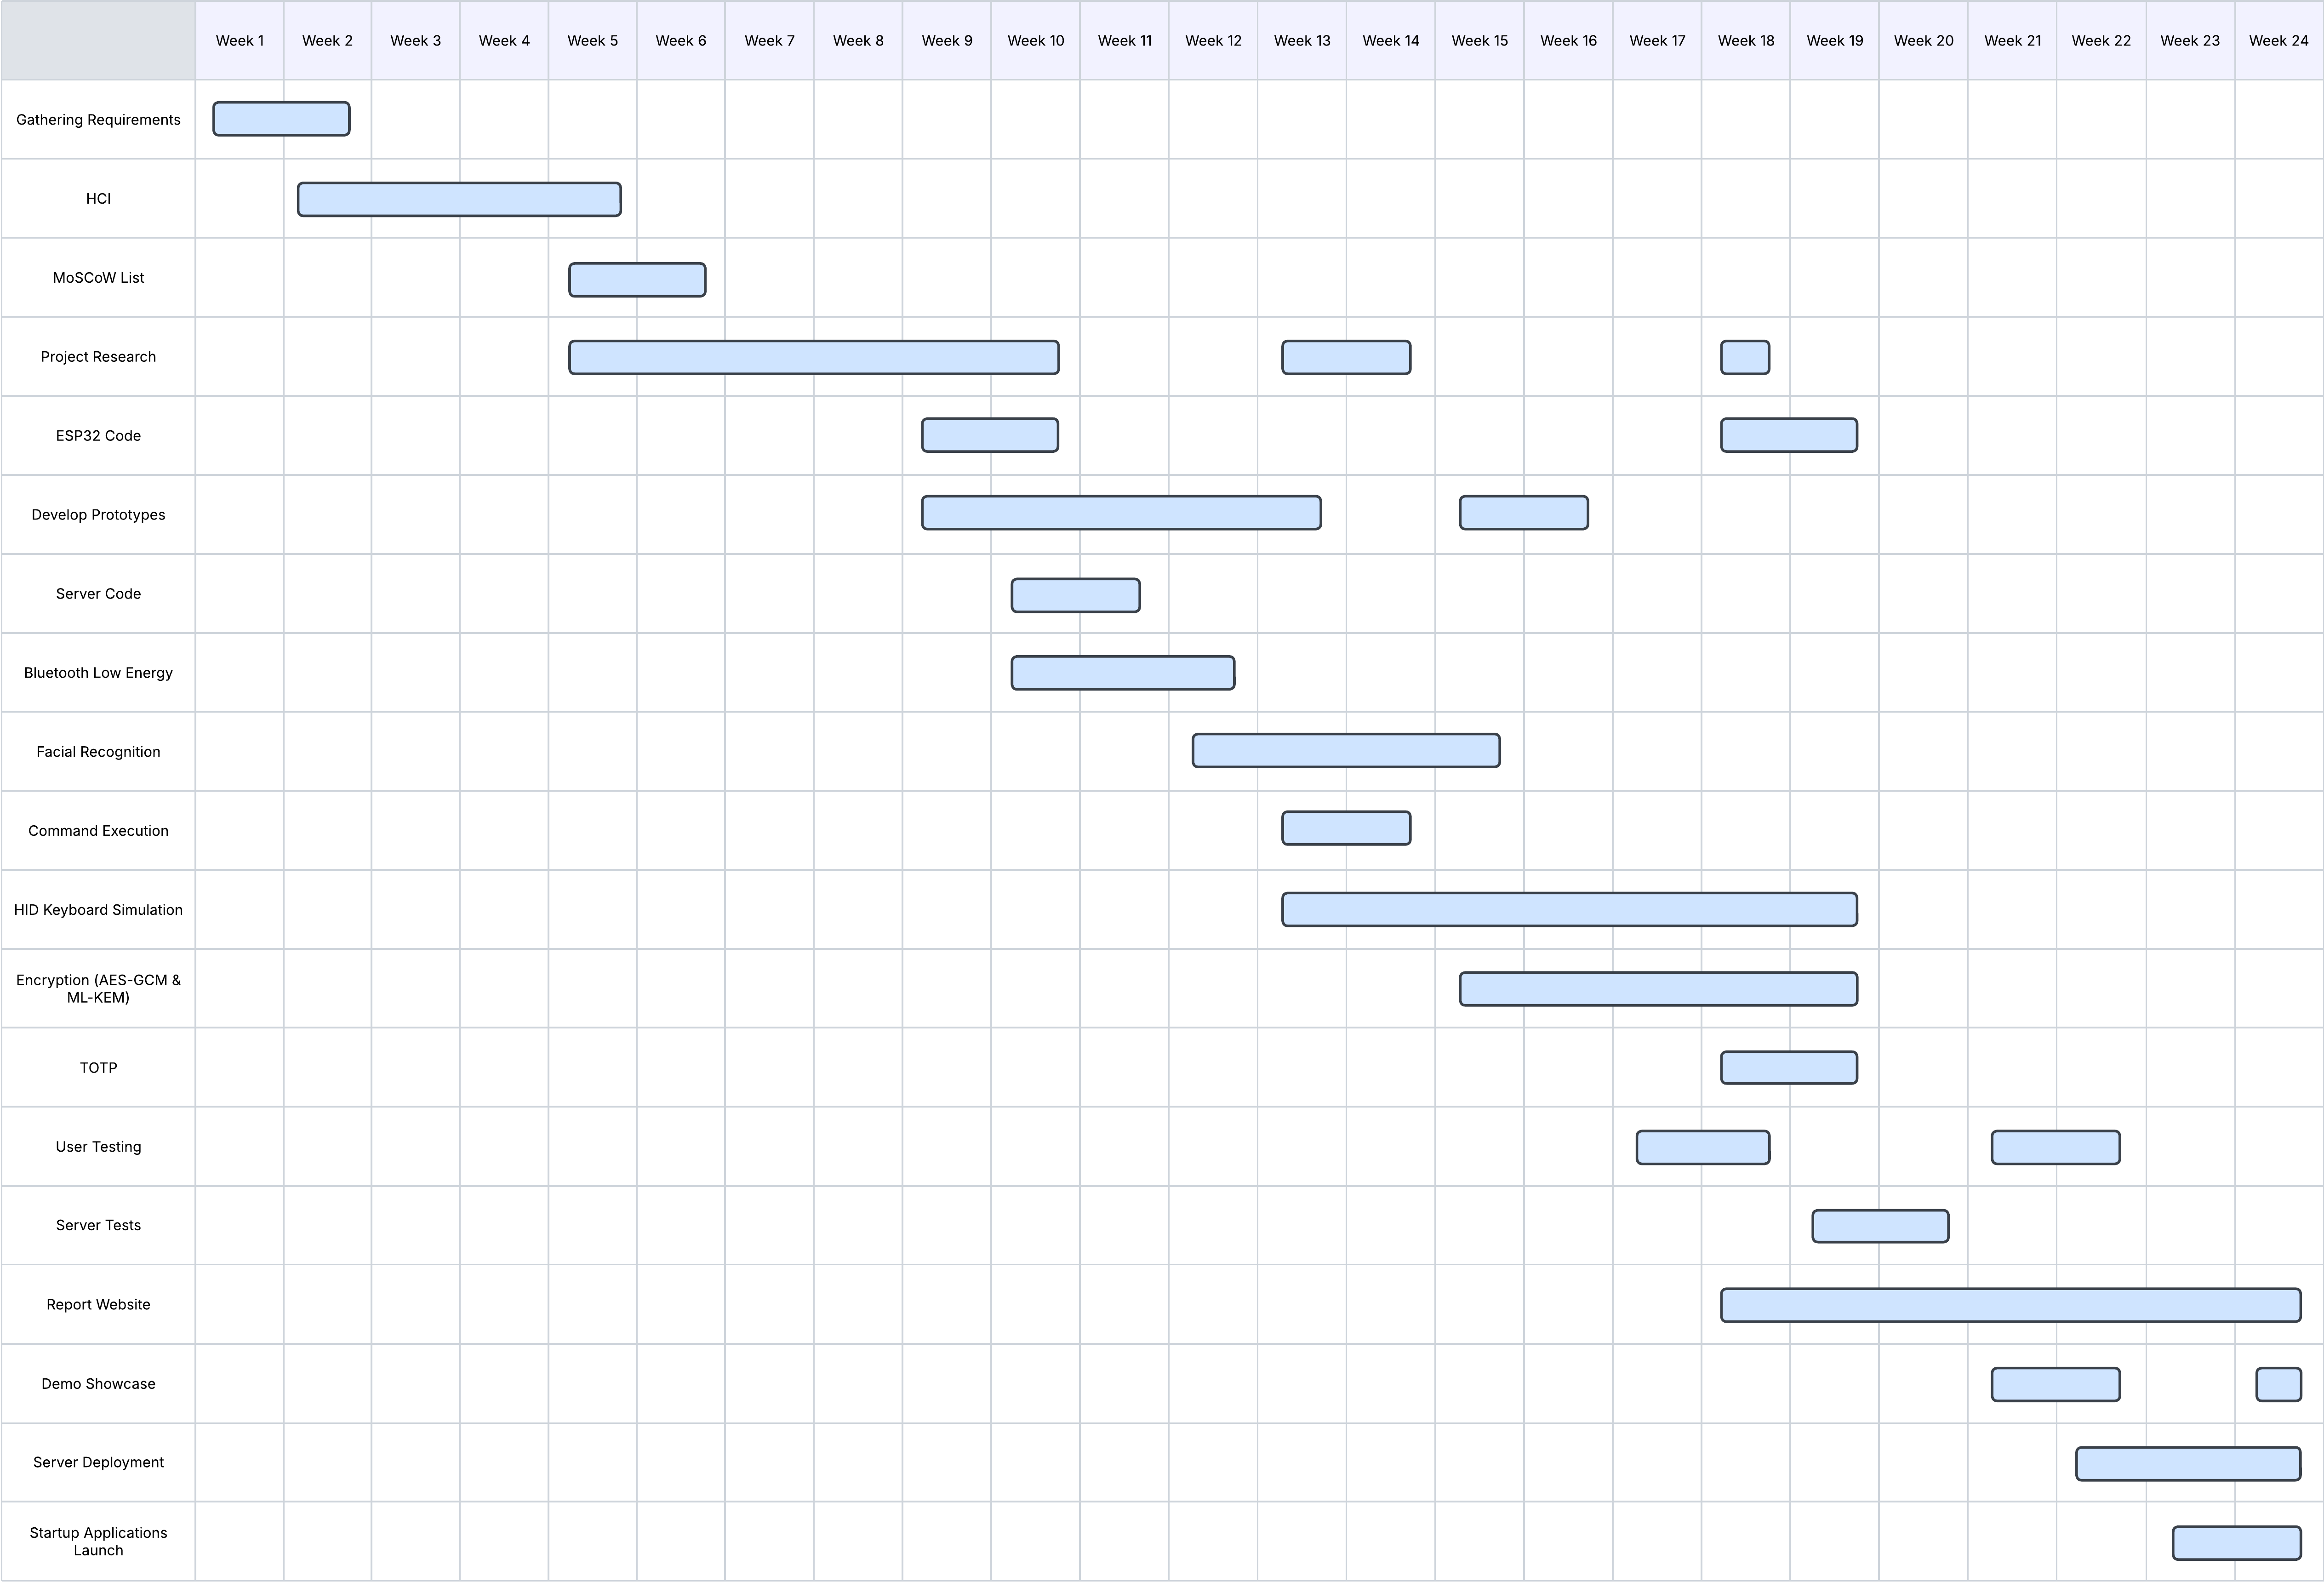 Week 1 Week 2 Week 3 Week 4 Week 5 Week 6 Week 7 Week 8 Week 9 Week 10 Week 11 Week 12 Week 13 Week 14 Week 15 Week 16 Week 17 Week 18 Week 19 Week 20 Week 21 Week 22 Week 23 Week 24
Gathering Requirements
HCI
MoSCoW List
Project Research
ESP32 Code
Develop Prototypes
Server Code
Bluetooth Low Energy
Facial Recognition
Command Execution
HID Keyboard Simulation
Encryption (AES-GCM &
ML-KEM)
TOTP
User Testing
Server Tests
Report Website
Demo Showcase
Server Deployment
Startup Applications
Launch